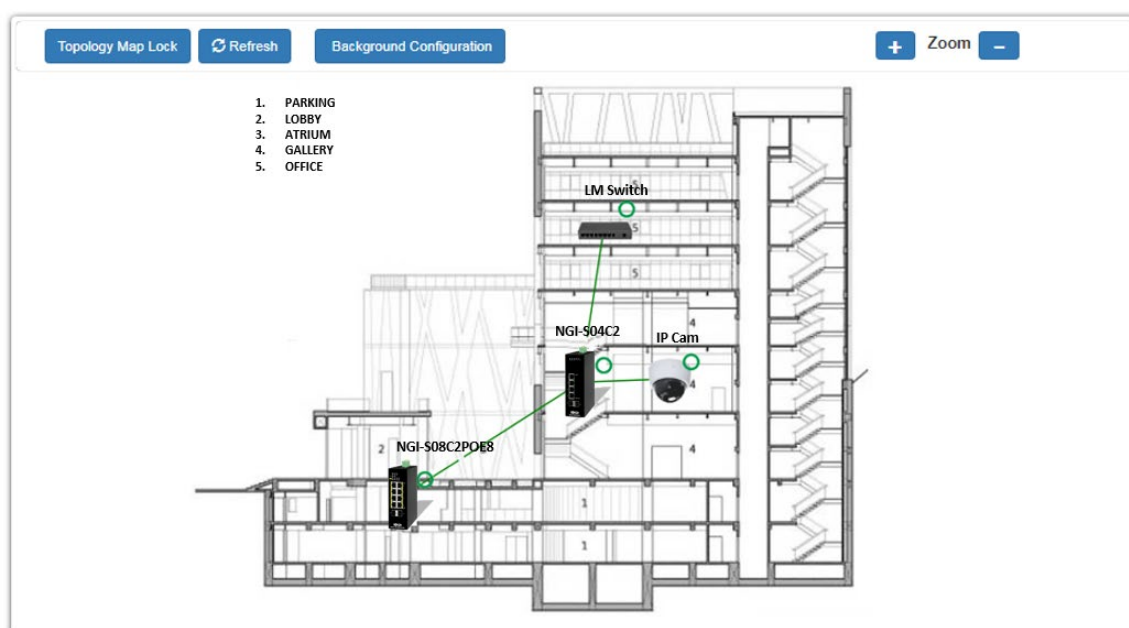 Topology Map Lock
Refresh
Background Configuration
+ Zoom −
1. PARKING
2. LOBBY
3. ATRIUM
4. GALLERY
5. OFFICE
5
LM Switch
5
5
4
NGI-S04C2
IP Cam
4
2
NGI-S08C2POE8
4
1
1